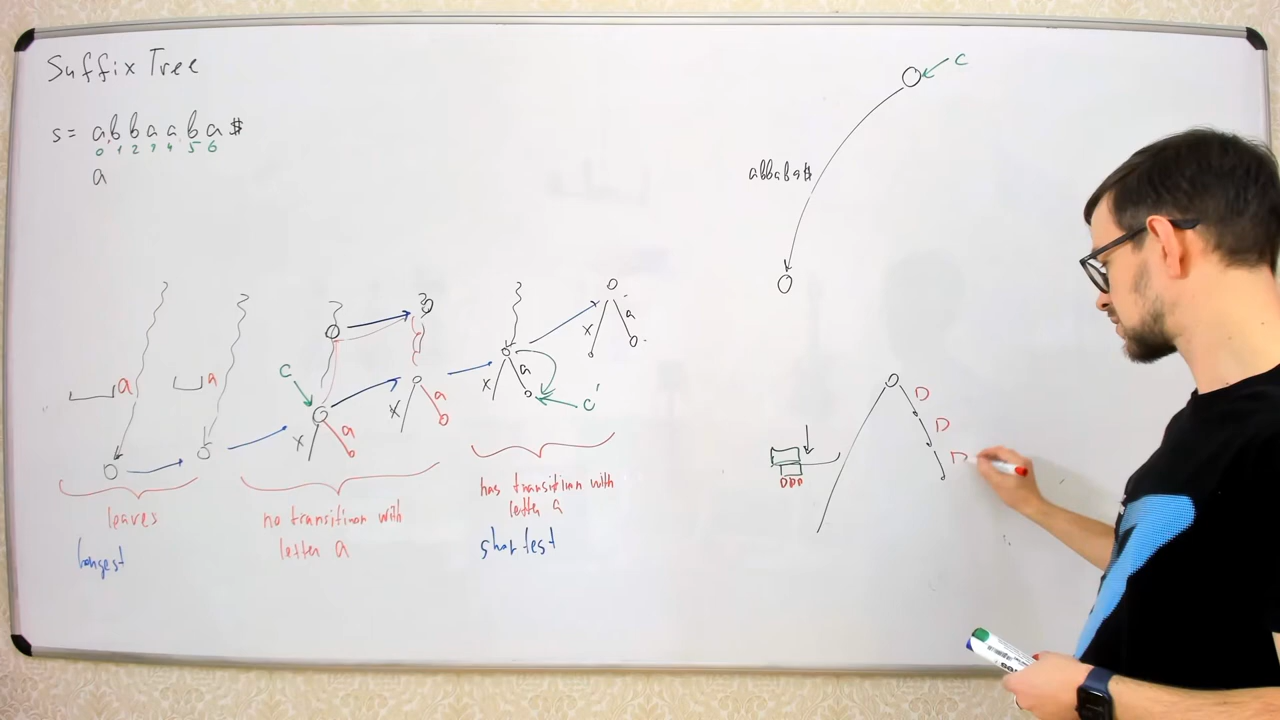 Suffix Tree
s= abbaaba$
0 1 2 3 4 5 6
a
c
abbaba$
a
a
c
x
a
x
a
x
a
c'
x
a
D
D
D
DDD
leaves
no transition with
letter a
has transition with
letter a
longest
shortest